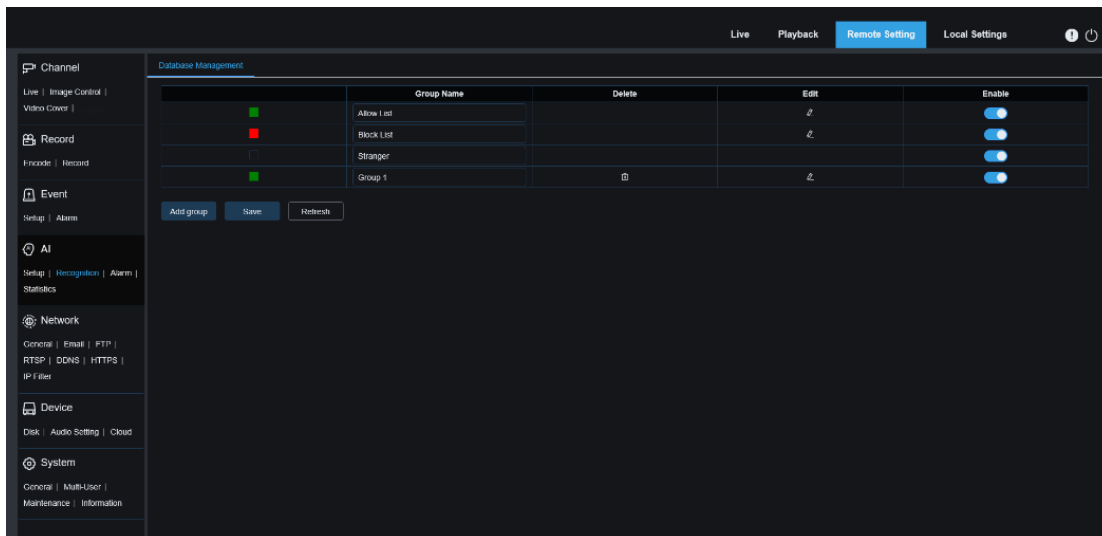 Live Playback Remote Setting Local Settings
Channel
Live | Image Control |
Video Cover |
Record
Encode | Record
Event
Setup | Alarm
AI
Setup | Recognition | Alarm |
Statistics
Network
General | Email | FTP |
RTSP | DDNS | HTTPS |
IP Filter
Device
Disk | Audio Setting | Cloud
System
General | Multi-User |
Maintenance | Information
Database Management
Group Name Delete Edit Enable
Allow List
Block List
Stranger
Group 1
Add group Save Refresh